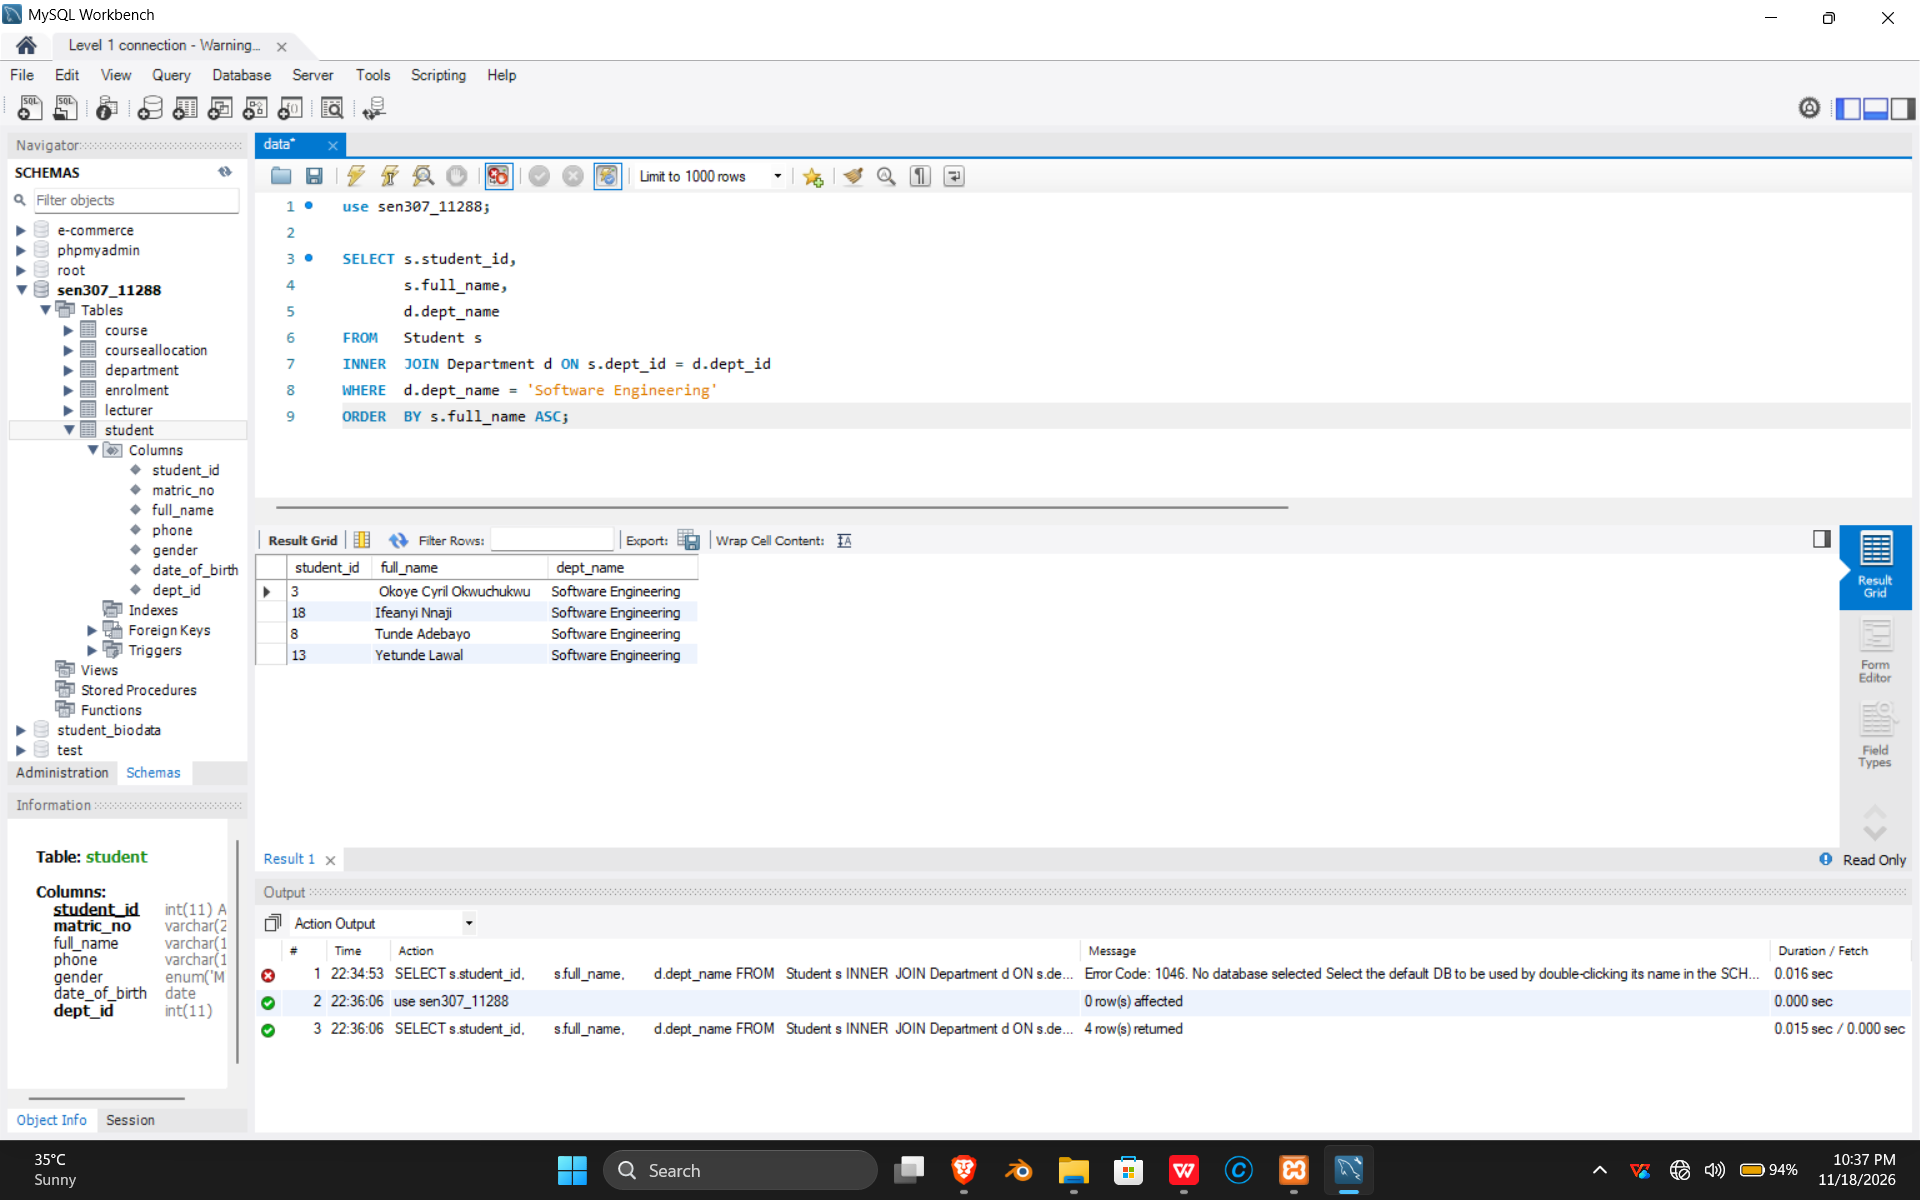 MySQL Workbench
Level 1 connection - Warning...
File Edit View Query Database Server Tools Scripting Help
Navigator
SCHEMAS
Filter objects
e-commerce
phpmyadmin
root
sen307_11288
Tables
course
courseallocation
department
enrolment
lecturer
student
Columns
student_id
matric_no
full_name
phone
gender
date_of_birth
dept_id
Indexes
Foreign Keys
Triggers
Views
Stored Procedures
Functions
student_biodata
test
Administration Schemas
Information
Table: student
Columns:
student_id int(11) A
matric_no varchar(2
full_name varchar(1
phone varchar(1
gender enum('M
date_of_birth date
dept_id int(11)
Object Info Session
data*
Limit to 1000 rows
1 use sen307_11288;
2
3 SELECT s.student_id,
4 s.full_name,
5 d.dept_name
6 FROM Student s
7 INNER JOIN Department d ON s.dept_id = d.dept_id
8 WHERE d.dept_name = 'Software Engineering'
9 ORDER BY s.full_name ASC;
Result Grid Filter Rows: Export: Wrap Cell Content:
student_id full_name dept_name
3 Okoye Cyril Okwuchukwu Software Engineering
18 Ifeanyi Nnaji Software Engineering
8 Tunde Adebayo Software Engineering
13 Yetunde Lawal Software Engineering
Result
Grid
Form
Editor
Field
Types
Result 1
Read Only
Output
Action Output
# Time Action Message Duration / Fetch
1 22:34:53 SELECT s.student_id, s.full_name, d.dept_name FROM Student s INNER JOIN Department d ON s.de... Error Code: 1046. No database selected Select the default DB to be used by double-clicking its name in the SCH... 0.016 sec
2 22:36:06 use sen307_11288 0 row(s) affected 0.000 sec
3 22:36:06 SELECT s.student_id, s.full_name, d.dept_name FROM Student s INNER JOIN Department d ON s.de... 4 row(s) returned 0.015 sec / 0.000 sec
35°C
Sunny
Search
94%
10:37 PM
11/18/2026